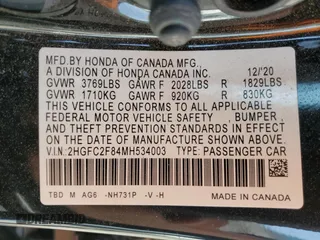 MFD.BY HONDA OF CANADA MFG.,
A DIVISION OF HONDA CANADA INC. 12/'20
GVWR 3769LBS GAWR F 2028LBS R 1829LBS
GVWR 1710KG GAWR F 920KG R 830KG
THIS VEHICLE CONFORMS TO ALL APPLICABLE
FEDERAL MOTOR VEHICLE SAFETY , BUMPER ,
AND THEFT PREVENTION STANDARDS IN EFFECT
ON THE DATE OF MANUFACTURE SHOWN ABOVE.
V.I.N:2HGFC2F84MH534003 TYPE:PASSENGER CAR
TBD M AG6 -NH731P -V -H
MADE IN CANADA